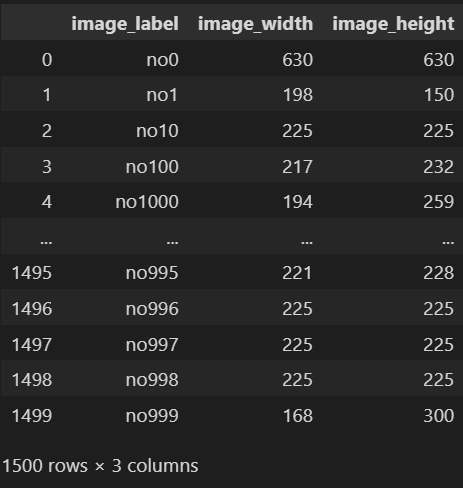 image_label image_width image_height
0 no0 630 630
1 no1 198 150
2 no10 225 225
3 no100 217 232
4 no1000 194 259
... ... ... ...
1495 no995 221 228
1496 no996 225 225
1497 no997 225 225
1498 no998 225 225
1499 no999 168 300
1500 rows × 3 columns